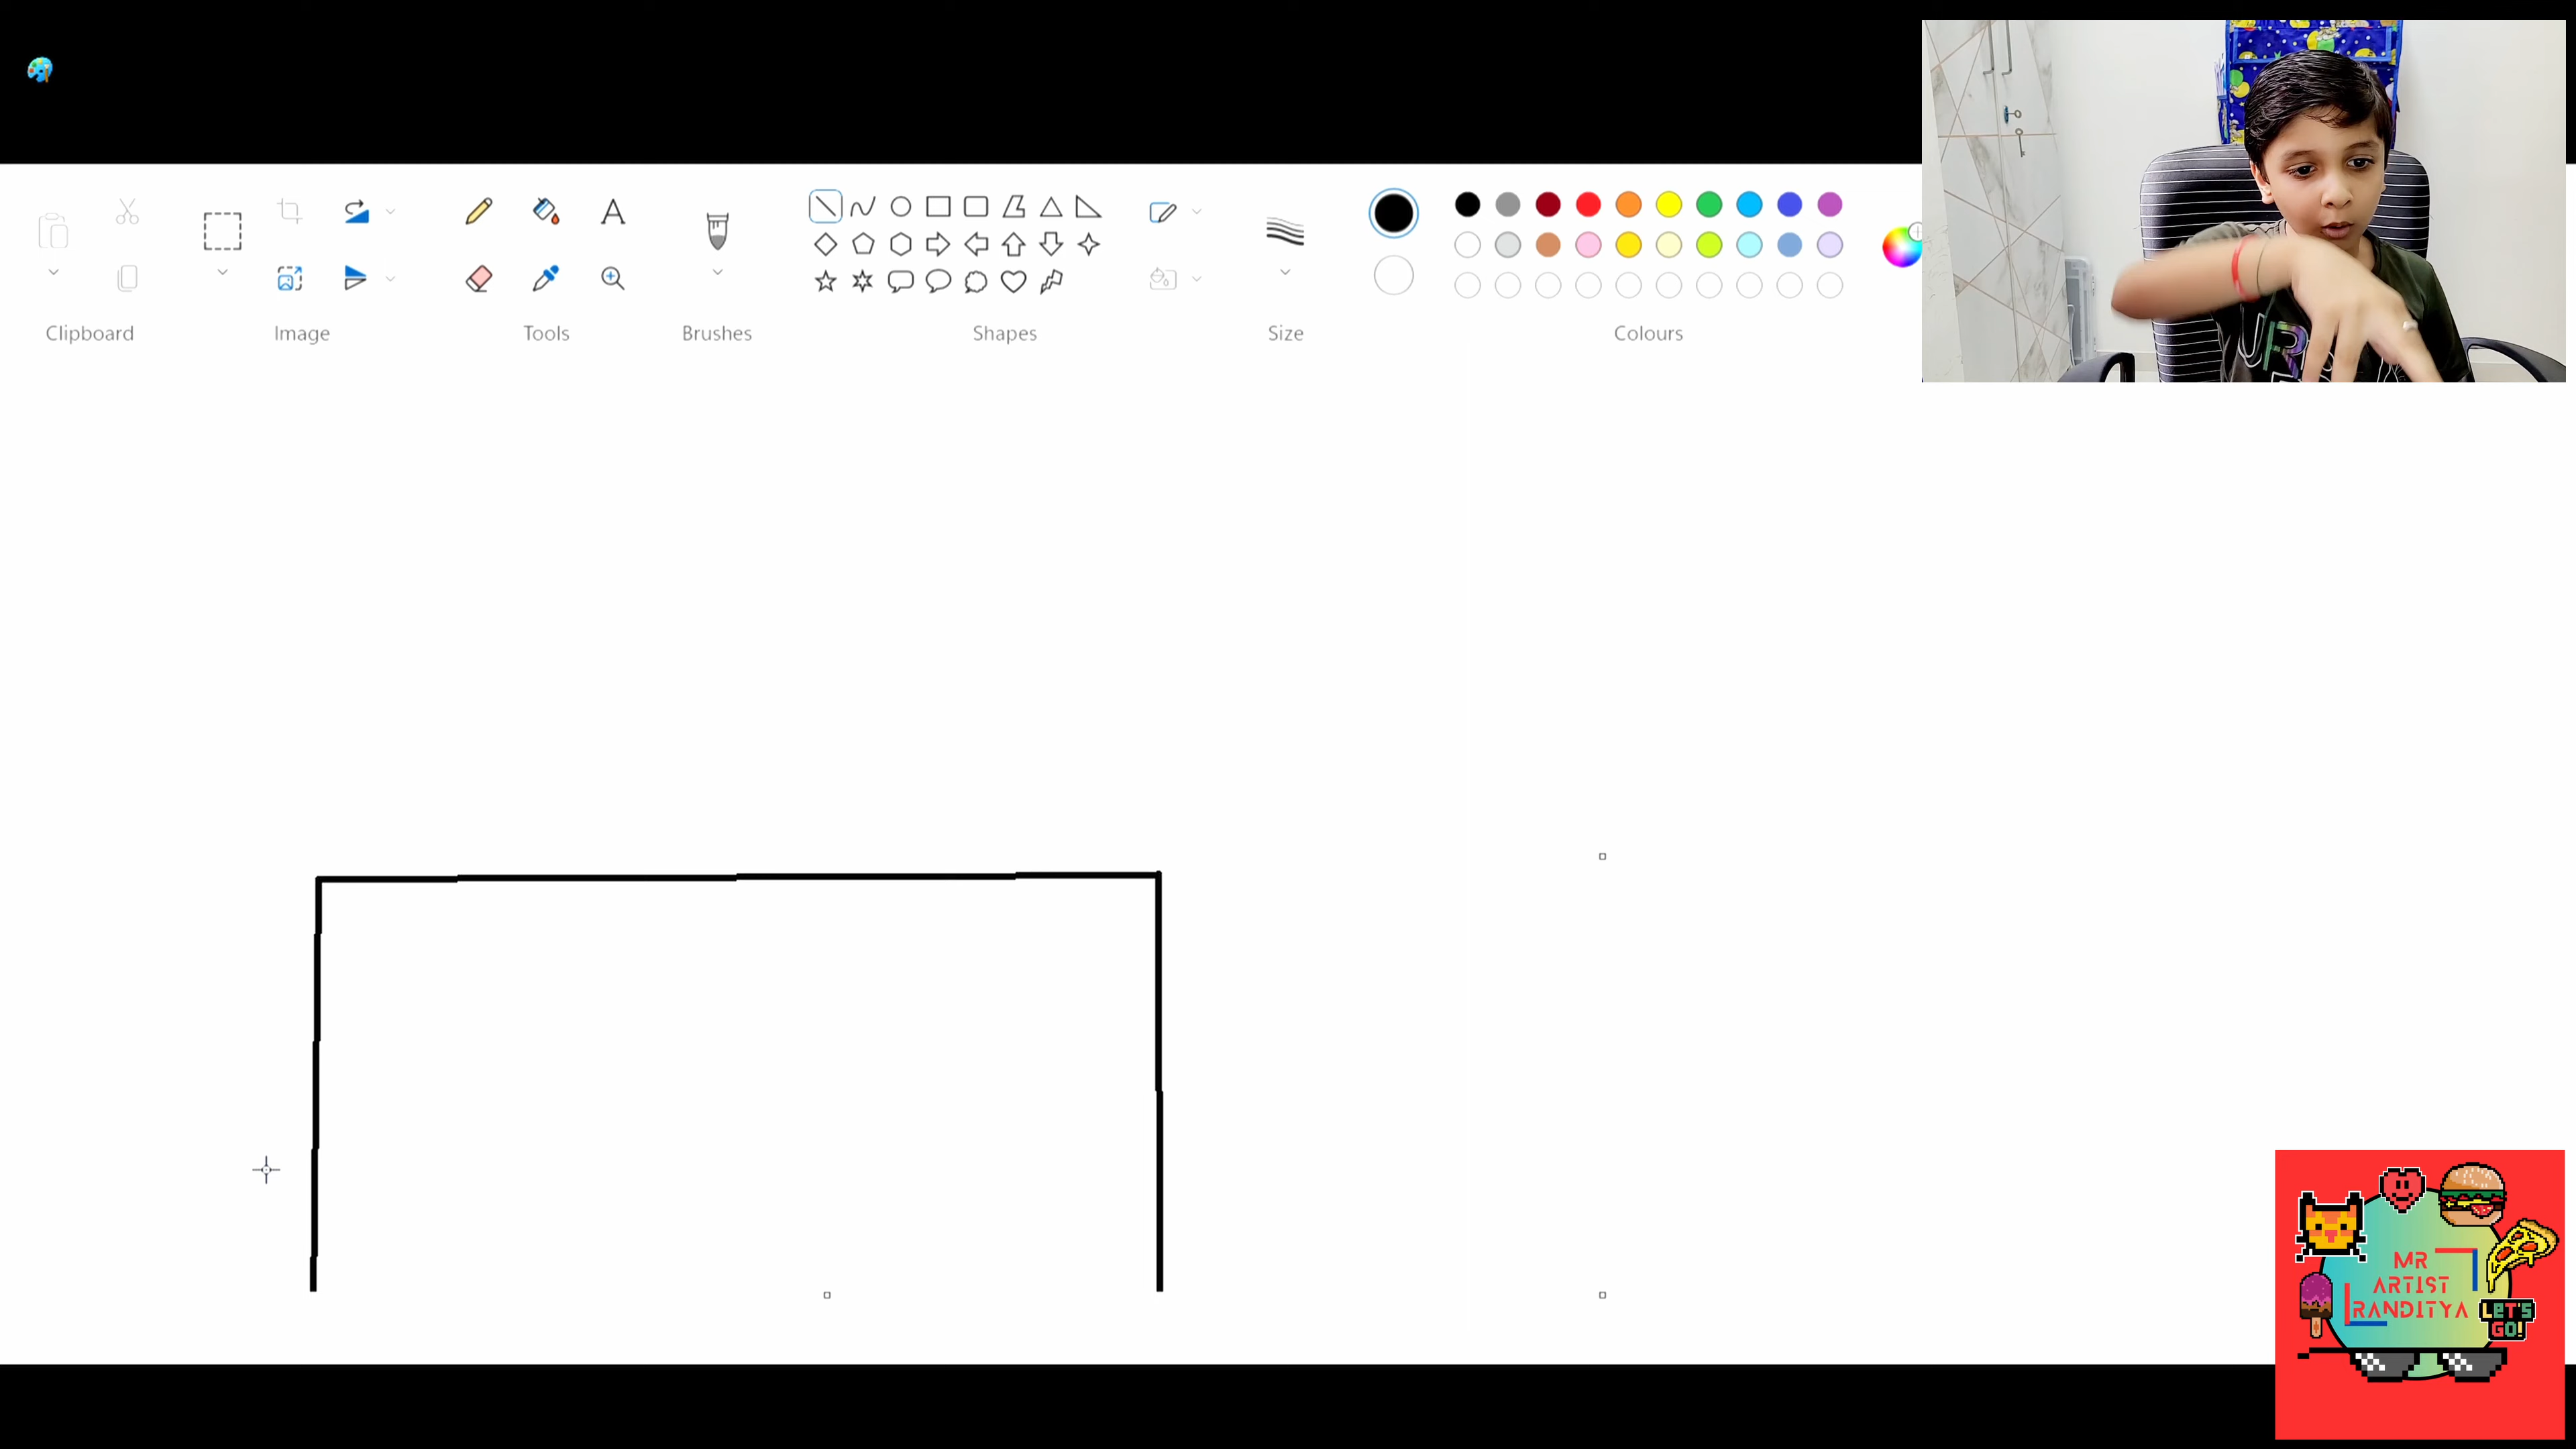 Clipboard
Image
Tools
Brushes
Shapes
Size
Colours
MR
ARTIST
RANDITYA
LET'S
GO!